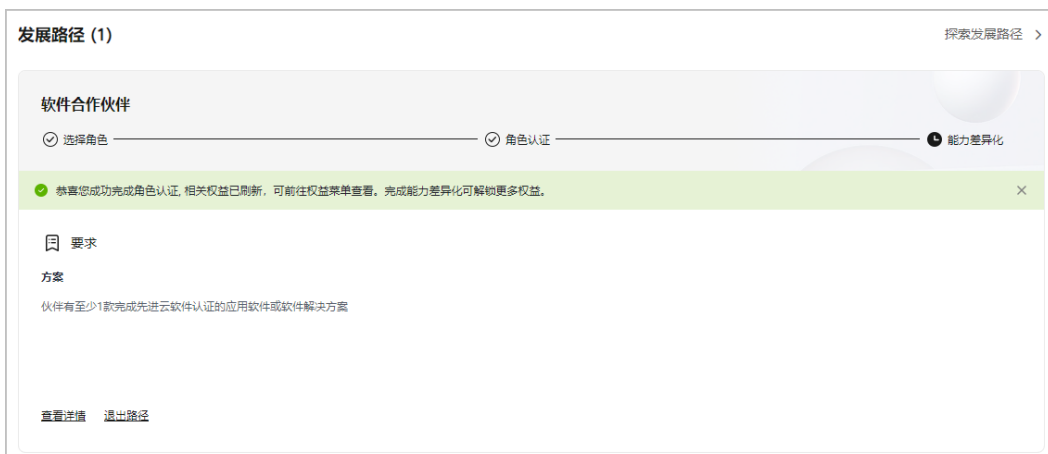 发展路径 (1)
探索发展路径
软件合作伙伴
选择角色
角色认证
能力差异化
恭喜您成功完成角色认证, 相关权益已刷新，可前往权益菜单查看。完成能力差异化可解锁更多权益。
要求
方案
伙伴有至少1款完成先进云软件认证的应用软件或软件解决方案
查看详情
退出路径